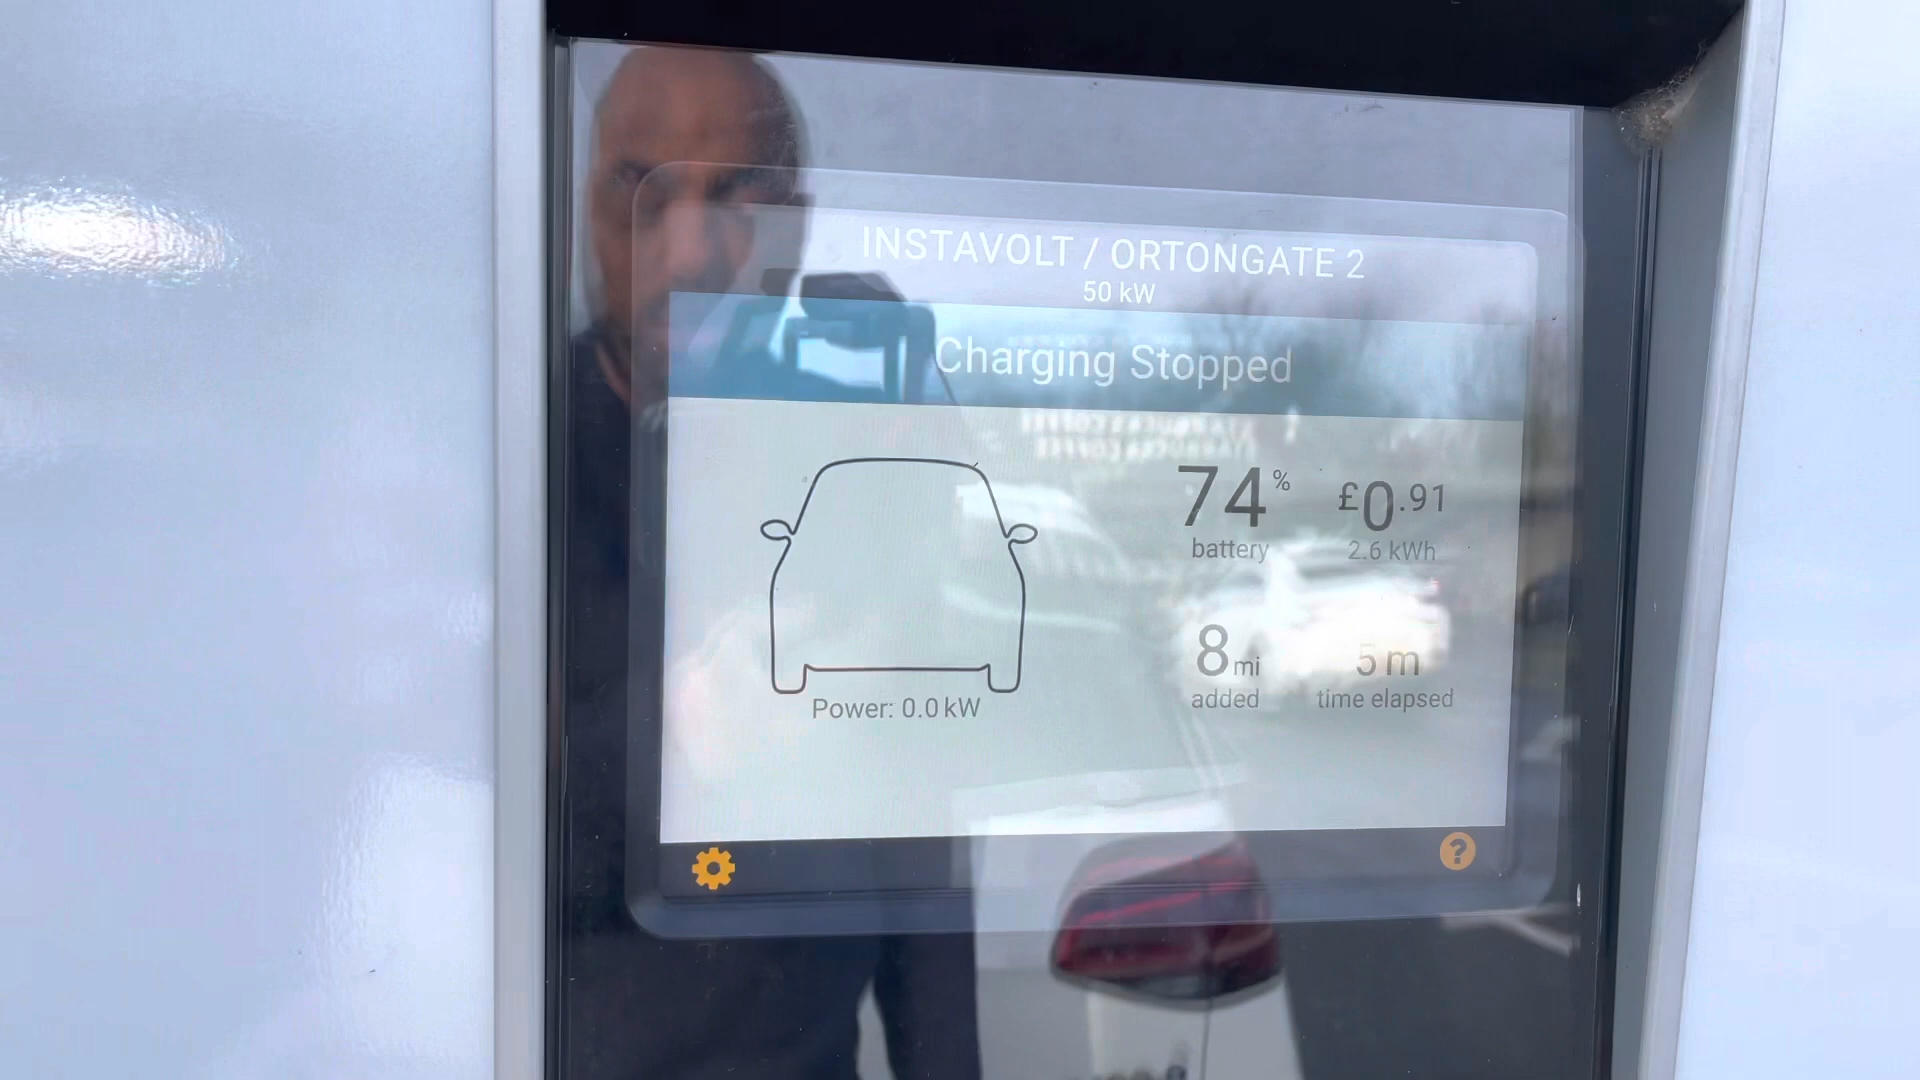 INSTAVOLT / ORTONGATE 2
50 kW
Charging Stopped
74% £0.91
battery 2.6 kWh
8 mi 5 m
added time elapsed
Power: 0.0 kW
?